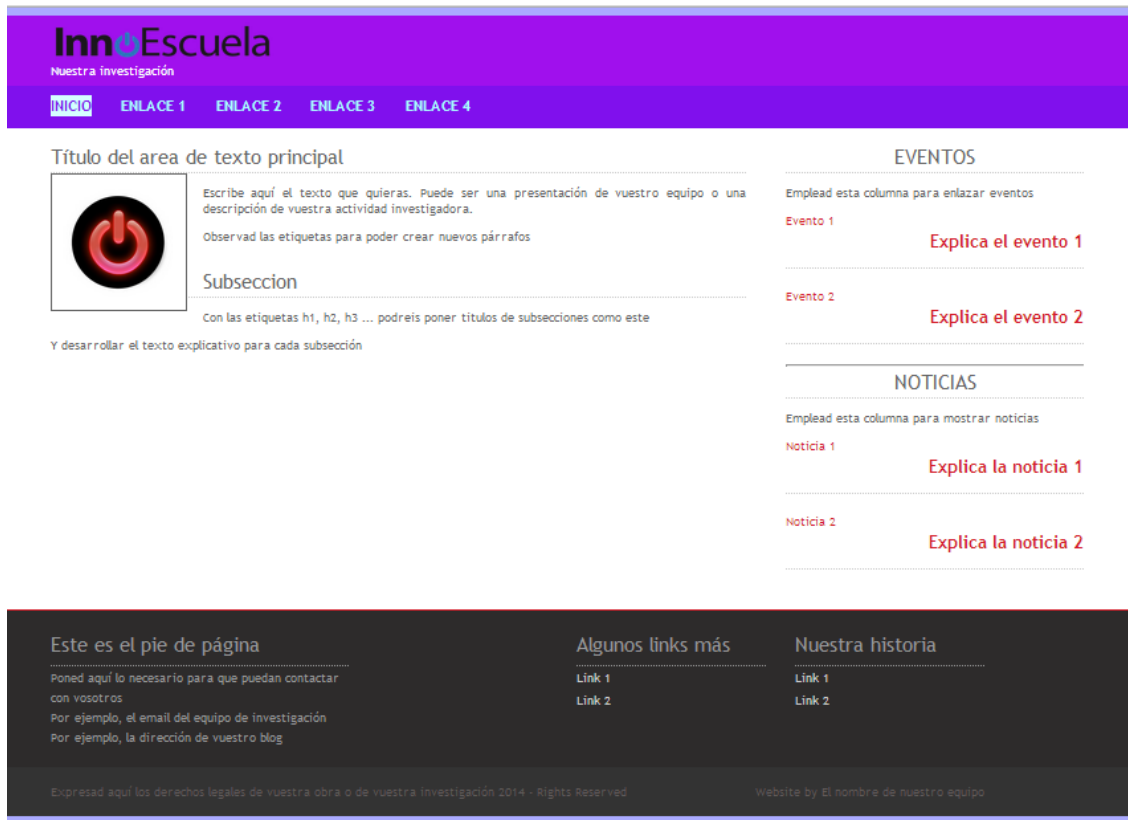 InnoEscuela
Nuestra investigación
INICIO ENLACE 1 ENLACE 2 ENLACE 3 ENLACE 4
Título del area de texto principal
Escribe aquí el texto que quieras. Puede ser una presentación de vuestro equipo o una
descripción de vuestra actividad investigadora.
Observad las etiquetas para poder crear nuevos párrafos
Subseccion
Con las etiquetas h1, h2, h3 ... podreis poner titulos de subsecciones como este
Y desarrollar el texto explicativo para cada subsección
EVENTOS
Emplead esta columna para enlazar eventos
Evento 1
Explica el evento 1
Evento 2
Explica el evento 2
NOTICIAS
Emplead esta columna para mostrar noticias
Noticia 1
Explica la noticia 1
Noticia 2
Explica la noticia 2
Este es el pie de página
Poned aquí lo necesario para que puedan contactar
con vosotros
Por ejemplo, el email del equipo de investigación
Por ejemplo, la dirección de vuestro blog
Algunos links más
Link 1
Link 2
Nuestra historia
Link 1
Link 2
Expresad aquí los derechos legales de vuestra obra o de vuestra investigación 2014 - Rights Reserved
Website by El nombre de nuestro equipo